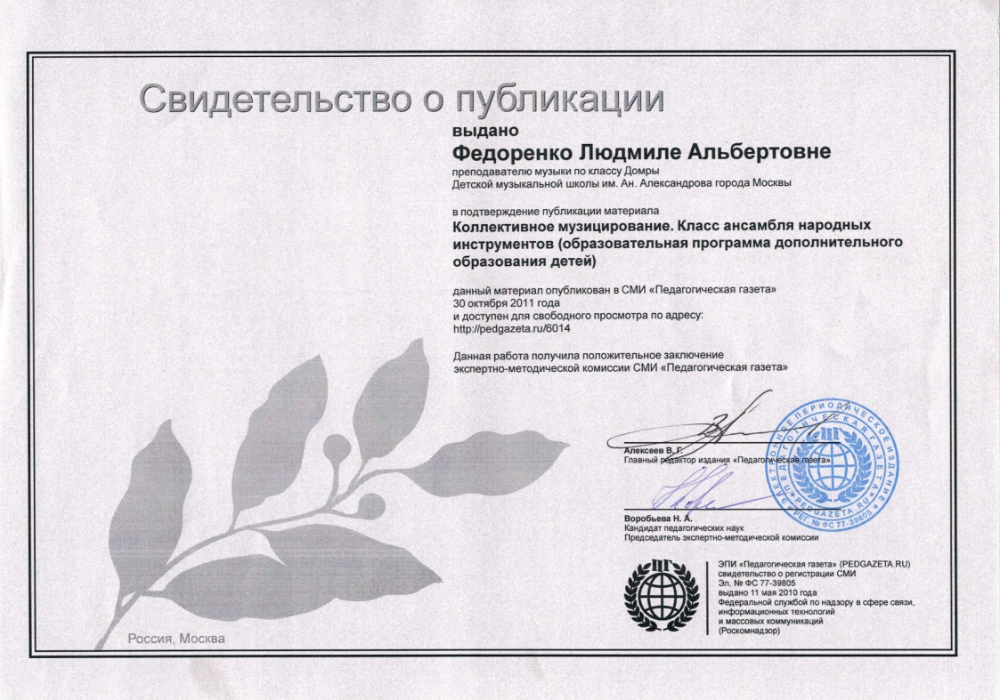 Свидетельство о публикации
выдано
Федоренко Людмиле Альбертовне
преподавателю музыки по классу Домры
Детской музыкальной школы им. Ан. Александрова города Москвы
в подтверждение публикации материала
Коллективное музицирование. Класс ансамбля народных
инструментов (образовательная программа дополнительного
образования детей)
данный материал опубликован в СМИ «Педагогическая газета»
30 октября 2011 года
и доступен для свободного просмотра по адресу:
http://pedgazeta.ru/6014
Данная работа получила положительное заключение
экспертно-методической комиссии СМИ «Педагогическая газета»
Алексеев В. Г.
Главный редактор издания «Педагогическая газета»
ЭЛЕКТРОННОЕ ПЕРИОДИЧЕСКОЕ ИЗДАНИЕ
* РЕГ. № ФС 77-39805 *
ПЕДАГОГИЧЕСКАЯ ГАЗЕТА
* PEDGAZETA.RU *
ПГ
Воробьева Н. А.
Кандидат педагогических наук
Председатель экспертно-методической комиссии
ПГ
ЭПИ «Педагогическая газета» (PEDGAZETA.RU)
свидетельство о регистрации СМИ
Эл. № ФС 77-39805
выдано 11 мая 2010 года
Федеральной службой по надзору в сфере связи,
информационных технологий
и массовых коммуникаций
(Роскомнадзор)
Россия, Москва